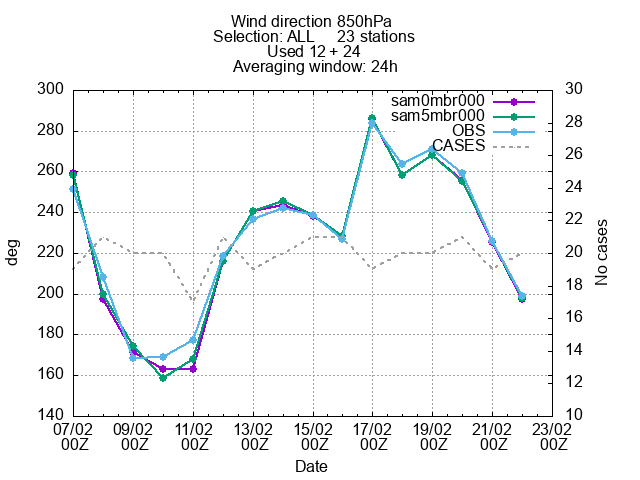 Wind direction 850hPa
Selection: ALL 23 stations
Used 12 + 24
Averaging window: 24h
sam0mbr000
sam5mbr000
OBS
CASES
300
280
260
240
220
200
180
160
140
deg
30
28
26
24
22
20
18
16
14
12
10
No cases
07/02 09/02 11/02 13/02 15/02 17/02 19/02 21/02 23/02
00Z 00Z 00Z 00Z 00Z 00Z 00Z 00Z 00Z
Date